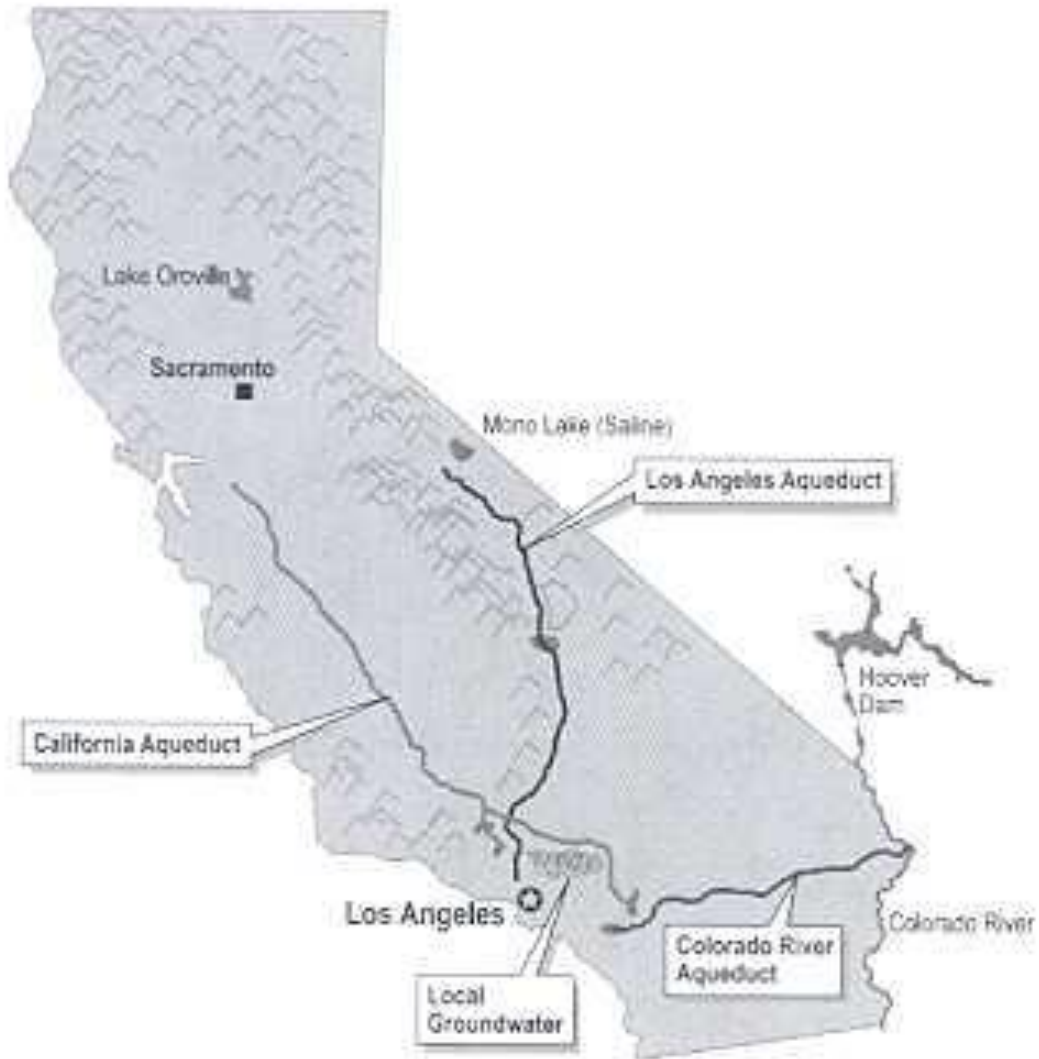 Lake Oroville
Sacramento
Mono Lake (Saline)
Los Angeles Aqueduct
Hoover
Dam
California Aqueduct
Los Angeles
Colorado River
Colorado River
Aqueduct
Local
Groundwater